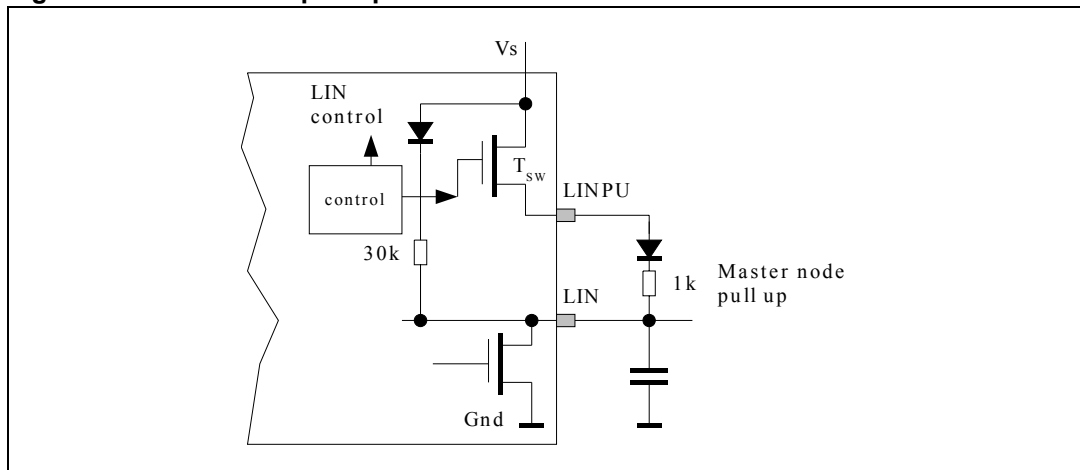 Vs
LIN
control
T_SW
LINPU
control
30k
1k
Master node
pull up
LIN
Gnd